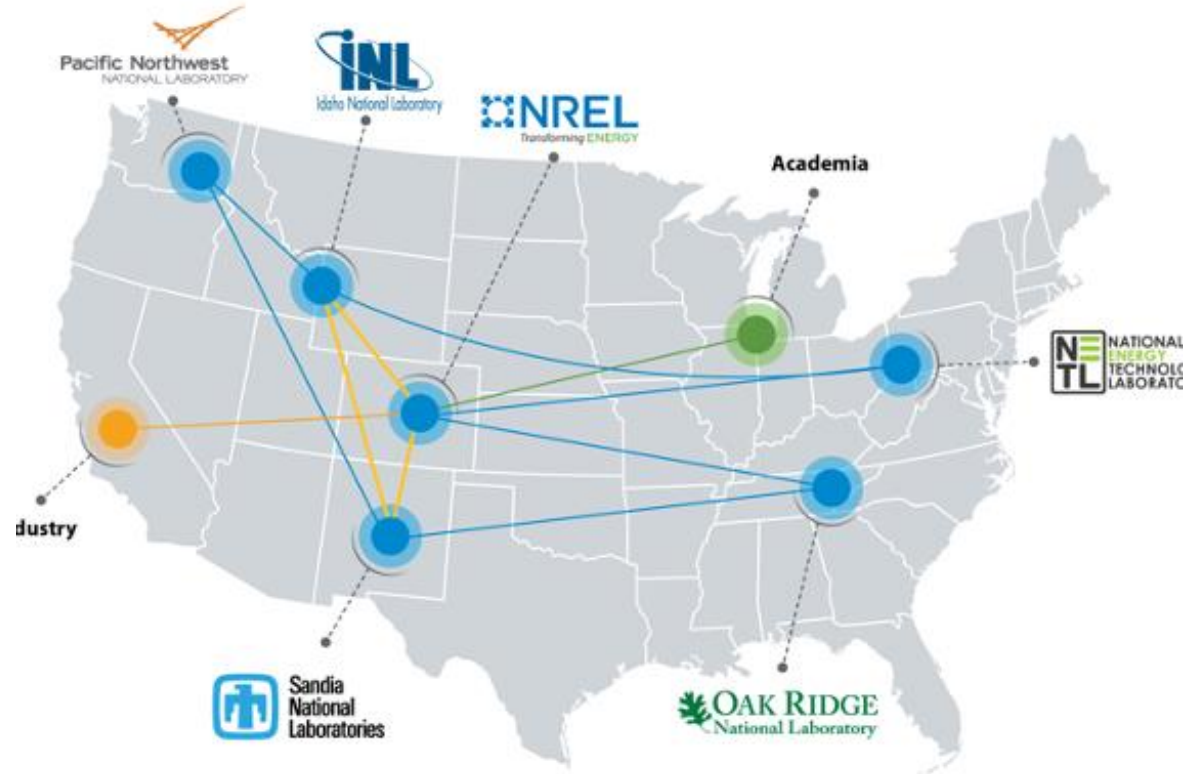 Pacific Northwest
NATIONAL LABORATORY
INL
Idaho National Laboratory
NREL
Transforming ENERGY
Academia
NETL
NATIONAL
ENERGY
TECHNOLO
LABORATO
dustry
Sandia
National
Laboratories
OAK RIDGE
National Laboratory